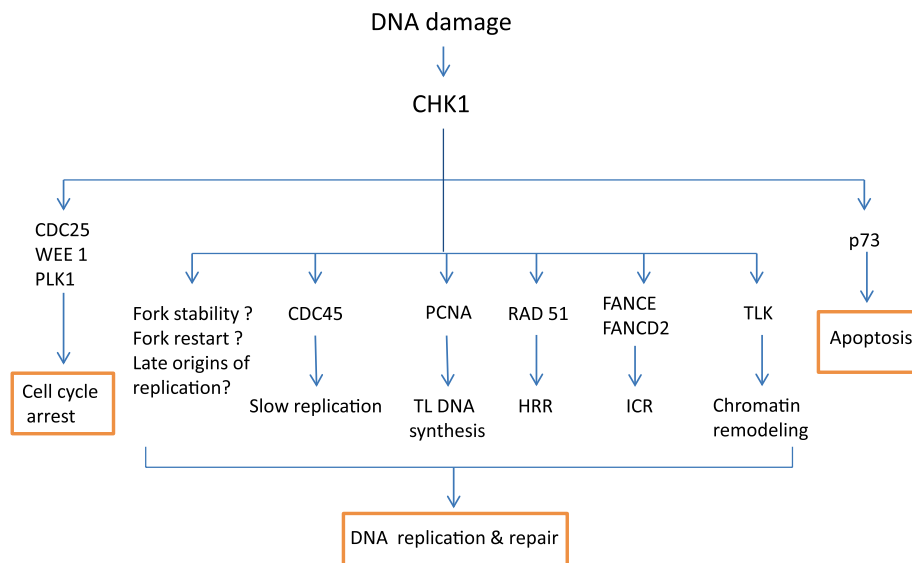 DNA damage
CHK1
CDC25
WEE 1
PLK1
p73
Fork stability ?
Fork restart ?
Late origins of
replication?
CDC45
PCNA
RAD 51
FANCE
FANCD2
TLK
Apoptosis
Cell cycle
arrest
Slow replication
TL DNA
synthesis
HRR
ICR
Chromatin
remodeling
DNA replication & repair